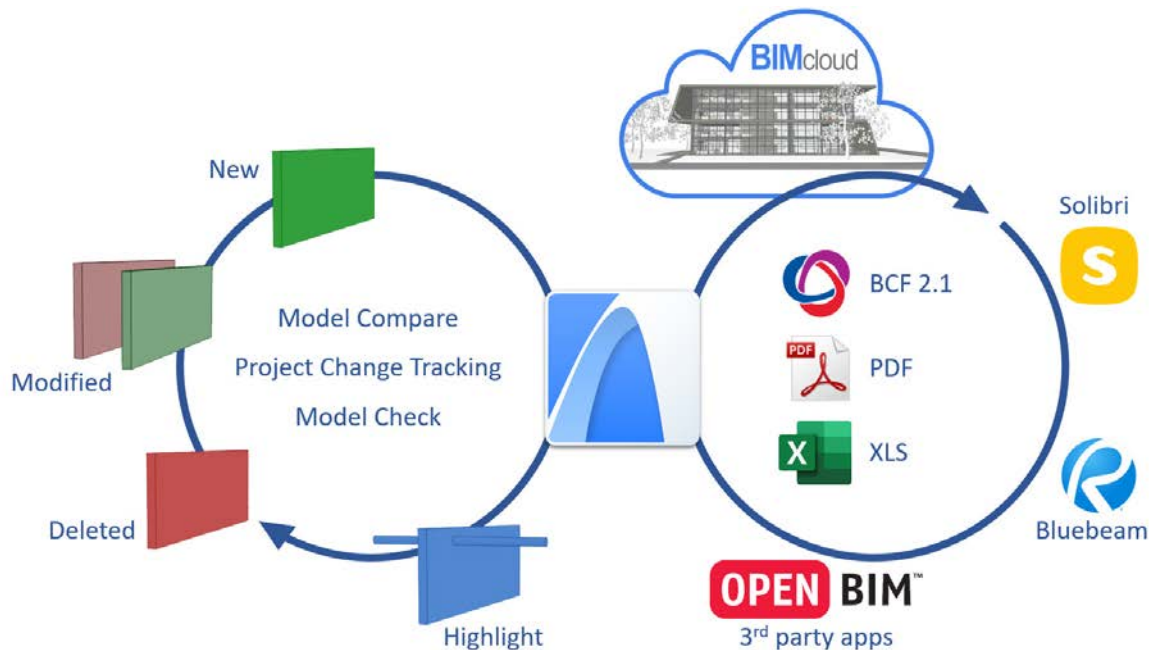 BIMcloud
New
Solibri
S
BCF 2.1
Model Compare
Project Change Tracking
PDF
PDF
Modified
Model Check
X
XLS
Deleted
Bluebeam
OPEN BIM™
Highlight
3rd party apps